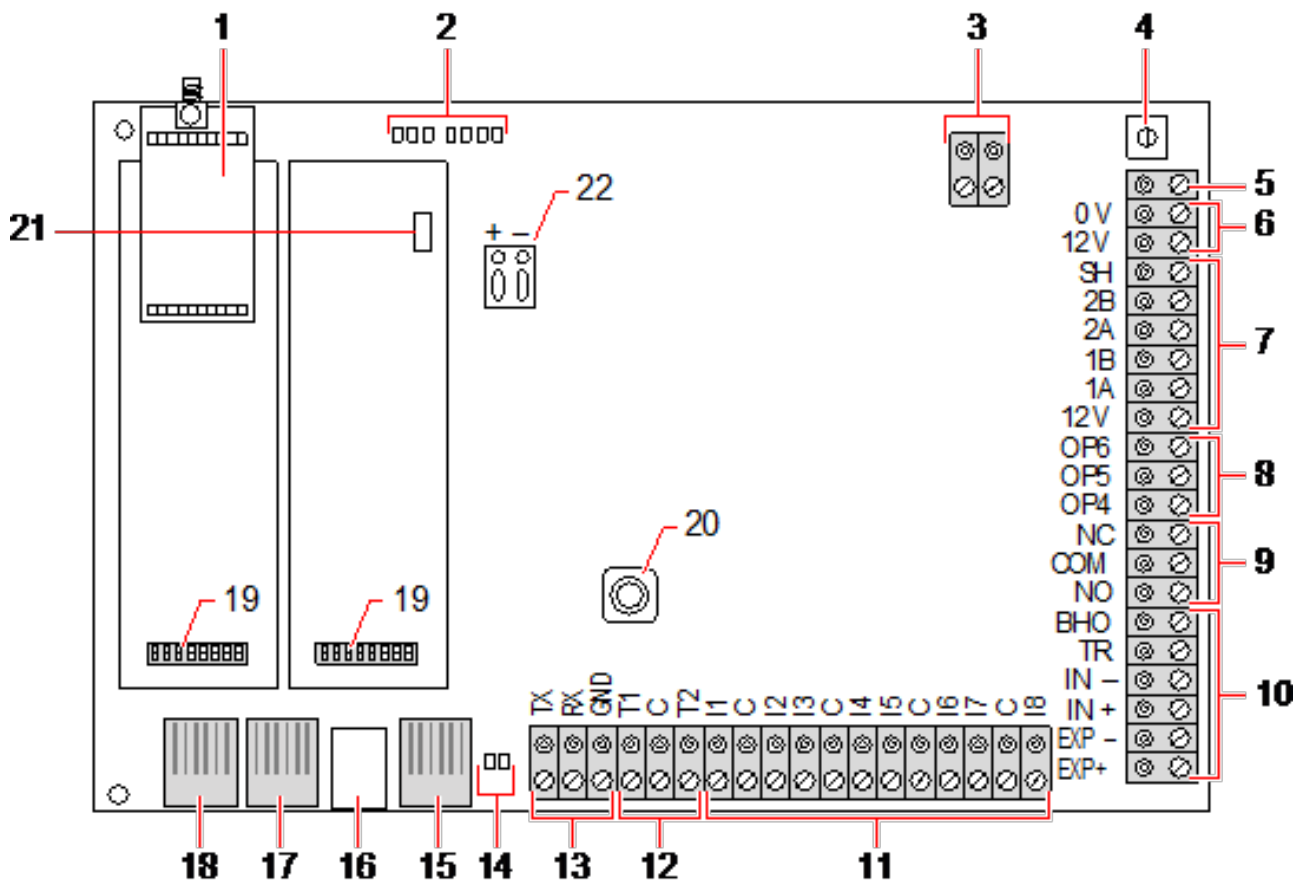 1 2 3 4
5
0 V
12 V
6
SH
2B
2A
1B
1A
12 V
7
OP6
OP5
OP4
8
NC
COM
NO
9
BHO
TR
IN –
IN +
EXP –
EXP+
10
21
22
+ –
20
19 19
TX RX GND T1 C T2 I1 C I2 I3 C I4 I5 C I6 I7 C I8
18 17 16 15 14 13 12 11